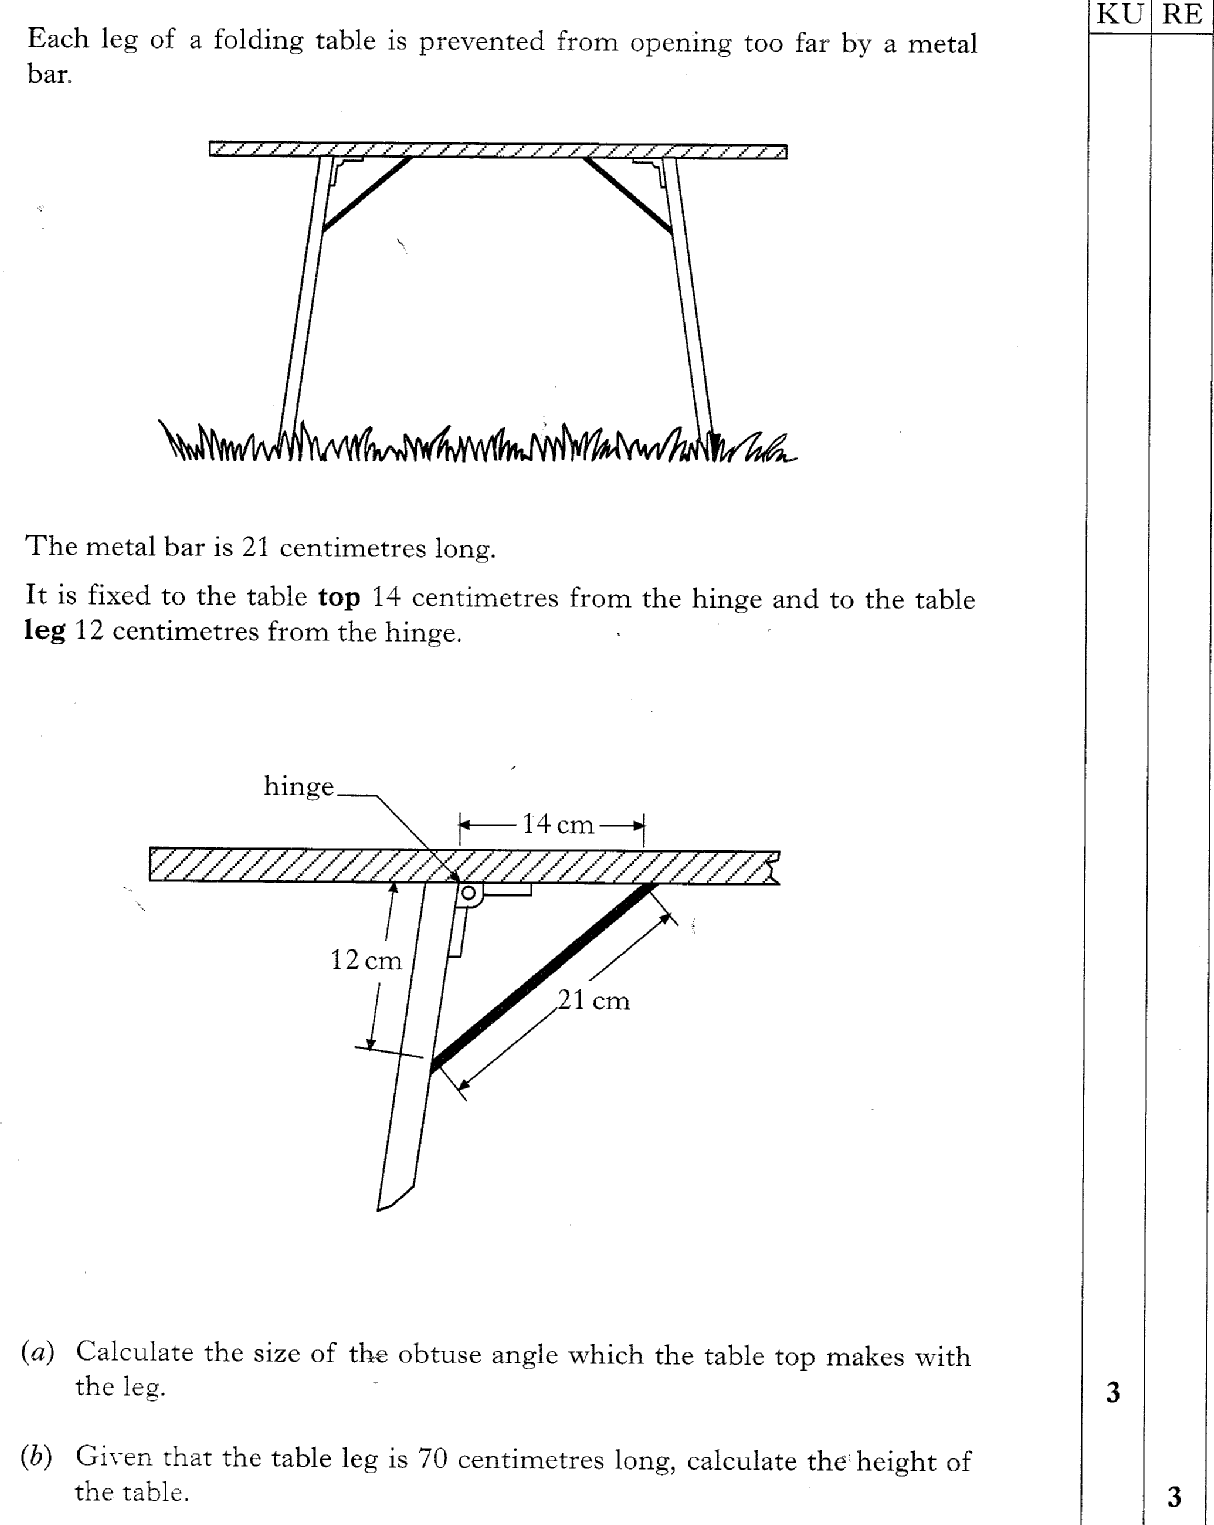 KU RE
Each leg of a folding table is prevented from opening too far by a metal
bar.
The metal bar is 21 centimetres long.
It is fixed to the table top 14 centimetres from the hinge and to the table
leg 12 centimetres from the hinge.
hinge
14 cm
12 cm
21 cm
(a) Calculate the size of the obtuse angle which the table top makes with
the leg.
3
(b) Given that the table leg is 70 centimetres long, calculate the height of
the table.
3